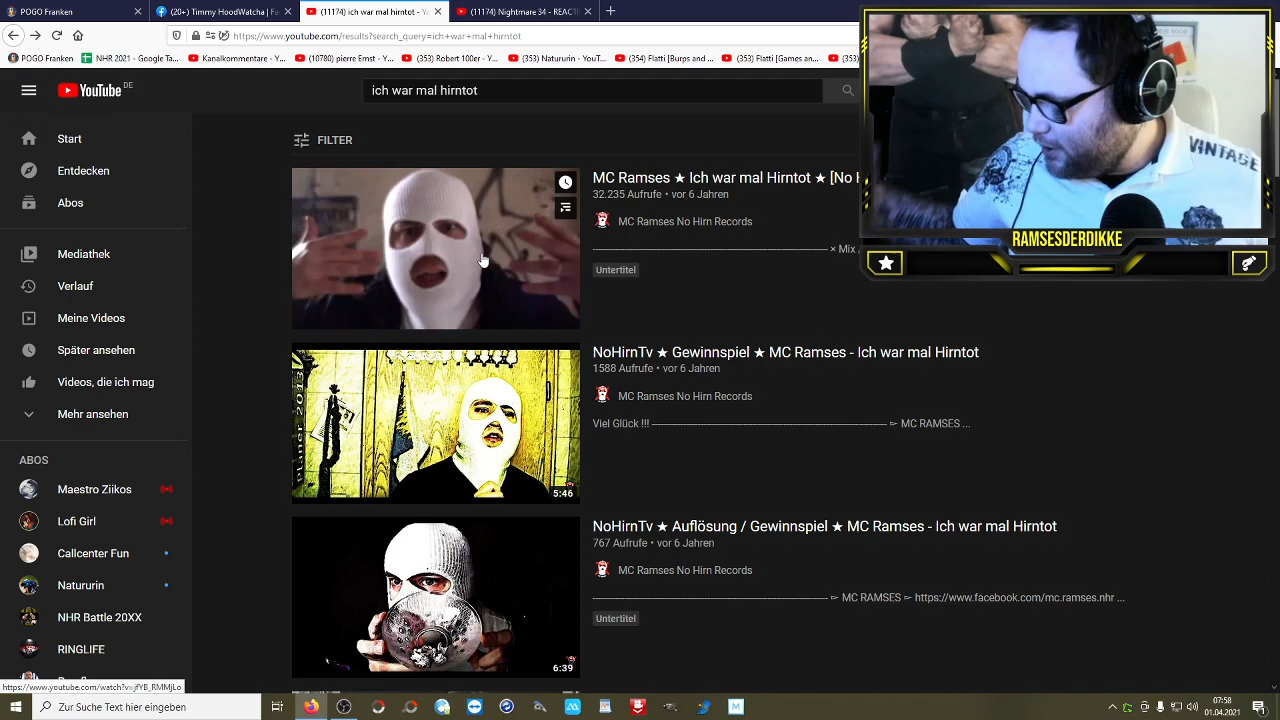 POGO Franken
(20+) Timmy HoodWatcha | Fa
(11174) ich war mal hirntot - Yo
(11174) Nightmare 34 - REACTI
https://www.youtube.com/results?search_query=ich+war+mal+hirntot
POGO Franken
NHR 2021 - Google Ta...
Kanalkommentare - Y...
(10780) pierre Ernst - Y...
(353) Robert 100er - Y...
(353) Natururin - YouT...
(354) Flatti [Burps and ...
(353) Flatti [Games an...
(353)
YouTube DE
ich war mal hirntot
Start
Entdecken
Abos
Mediathek
Verlauf
Meine Videos
Später ansehen
Videos, die ich mag
Mehr ansehen
ABOS
Maestro Ziikos
Lofi Girl
Callcenter Fun
Natururin
NHR Battle 20XX
RINGLIFE
FILTER
MC Ramses ★ Ich war mal Hirntot ★ [No H
32.235 Aufrufe • vor 6 Jahren
MC Ramses No Hirn Records
× Mix
Untertitel
NoHirnTv ★ Gewinnspiel ★ MC Ramses - Ich war mal Hirntot
1588 Aufrufe • vor 6 Jahren
MC Ramses No Hirn Records
Viel Glück !!! ---------------------------------------- ► MC RAMSES ...
Planer 2013
5:46
NoHirnTv ★ Auflösung / Gewinnspiel ★ MC Ramses - Ich war mal Hirntot
767 Aufrufe • vor 6 Jahren
MC Ramses No Hirn Records
---------------------------------------- ► MC RAMSES ► https://www.facebook.com/mc.ramses.nhr ...
Untertitel
6:39
VINTAGE
RAMSESDERDIKKE
https://www.youtube.com/watch?v=jfYB_RMMjLo
Zur Suche Text hier eingeben
07:58
01.04.2021